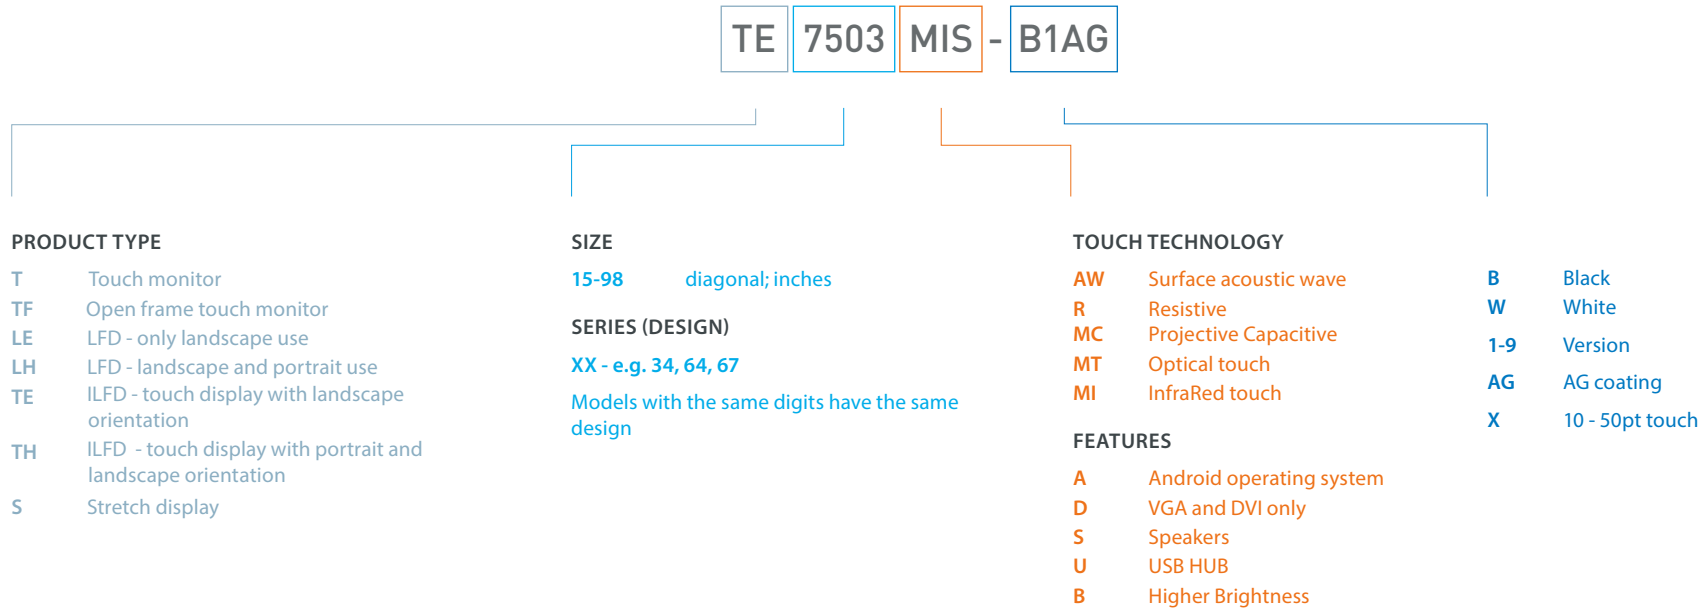 TE 7503 MIS - B1AG
PRODUCT TYPE
T Touch monitor
TF Open frame touch monitor
LE LFD - only landscape use
LH LFD - landscape and portrait use
TE ILFD - touch display with landscape
orientation
TH ILFD - touch display with portrait and
landscape orientation
S Stretch display
SIZE
15-98 diagonal; inches
SERIES (DESIGN)
XX - e.g. 34, 64, 67
Models with the same digits have the same
design
TOUCH TECHNOLOGY
AW Surface acoustic wave
R Resistive
MC Projective Capacitive
MT Optical touch
MI InfraRed touch
FEATURES
A Android operating system
D VGA and DVI only
S Speakers
U USB HUB
B Higher Brightness
B Black
W White
1-9 Version
AG AG coating
X 10 - 50pt touch